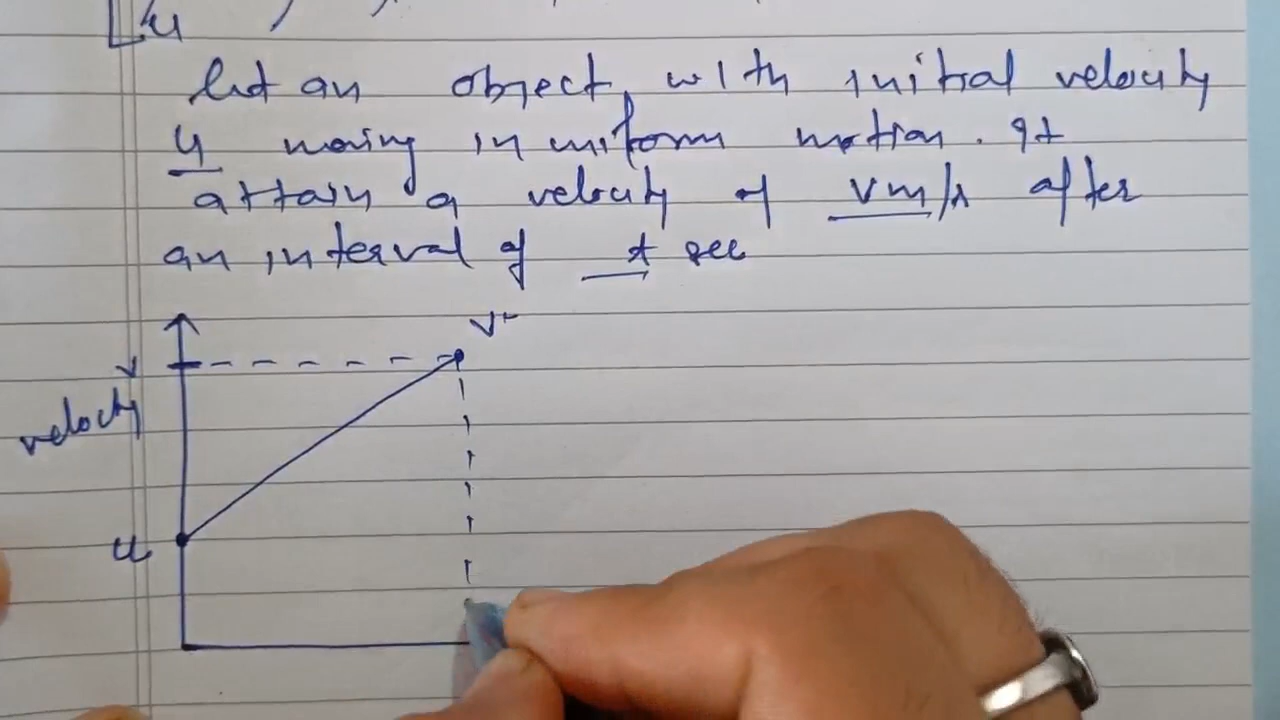 u
let an object, with initial velocity
u moving in uniform motion. It
attain a velocity of v m/s after
an interval of t sec
v
v
velocity
u